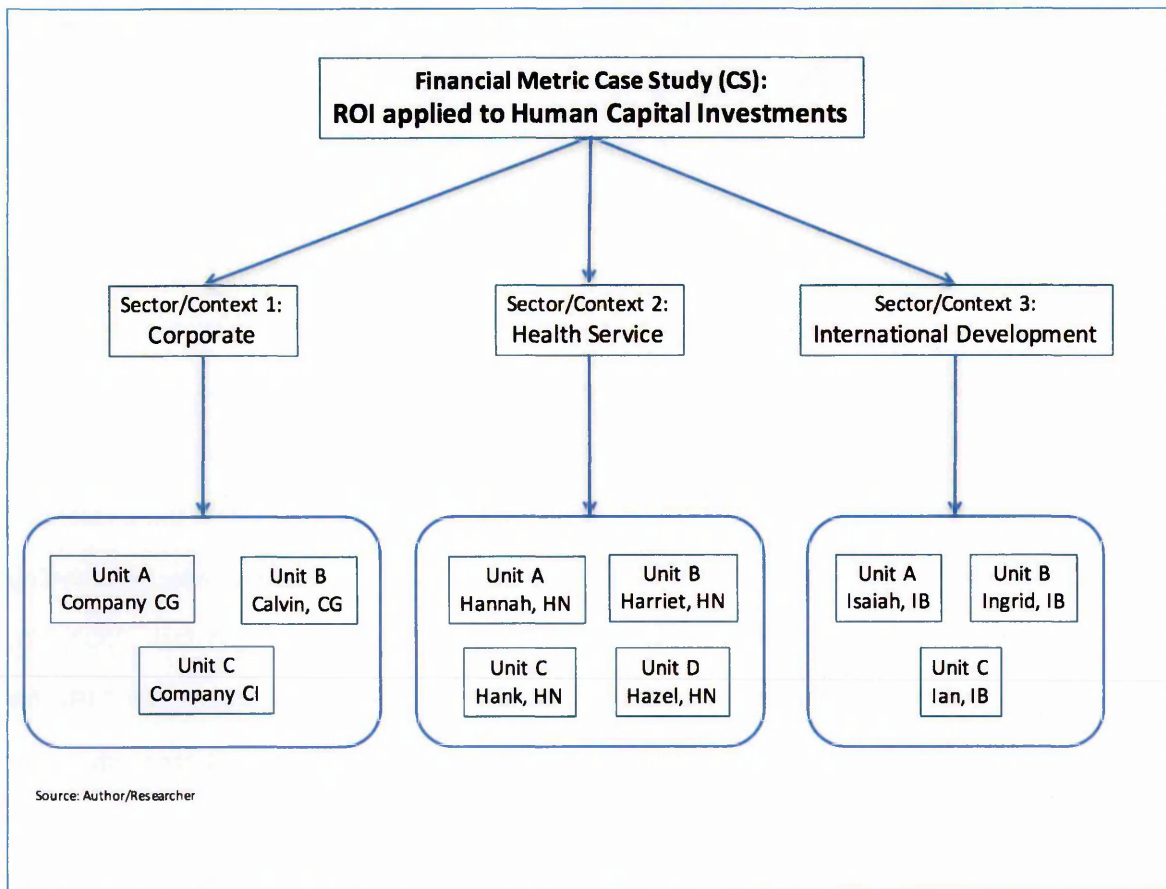 Financial Metric Case Study (CS):
ROI applied to Human Capital Investments
Sector/Context 1:
Corporate
Sector/Context 2:
Health Service
Sector/Context 3:
International Development
Unit A
Company CG
Unit B
Calvin, CG
Unit C
Company CI
Unit A
Hannah, HN
Unit B
Harriet, HN
Unit C
Hank, HN
Unit D
Hazel, HN
Unit A
Isaiah, IB
Unit B
Ingrid, IB
Unit C
Ian, IB
Source: Author/Researcher